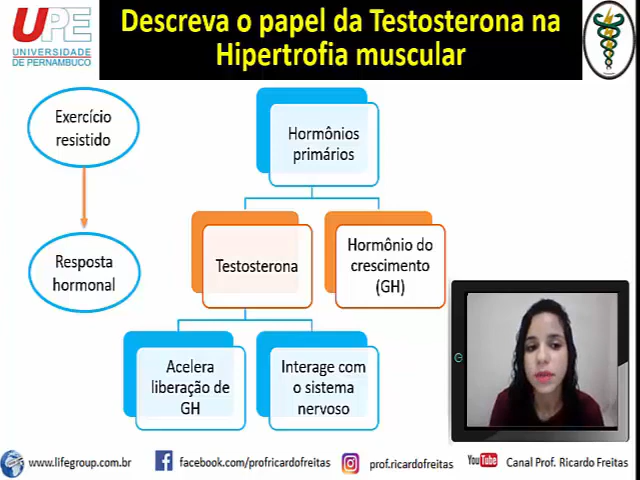 UPE
UNIVERSIDADE
DE PERNAMBUCO
Descreva o papel da Testosterona na
Hipertrofia muscular
Exercício
resistido
Resposta
hormonal
Hormônios
primários
Testosterona
Hormônio do
crescimento
(GH)
Acelera
liberação de
GH
Interage com
o sistema
nervoso
www.lifegroup.com.br
facebook.com/profricardofreitas
prof.ricardofreitas
YouTube
Canal Prof. Ricardo Freitas